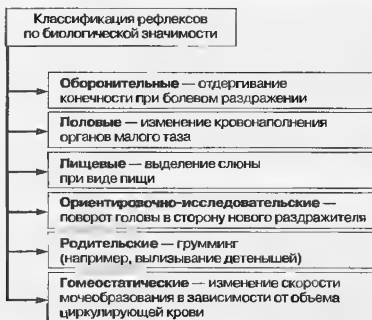 Классификация рефлексов
по биологической значимости
Оборонительные — отдергивание
конечности при болевом раздражении
Половые — изменение кровонаполнения
органов малого таза
Пищевые — выделение слюны
при виде пищи
Ориентировочно-исследовательские —
поворот головы в сторону нового раздражителя
Родительские — грумминг
(например, вылизывание детенышей)
Гомеостатические — изменение скорости
мочеобразования в зависимости от объема
циркулирующей крови